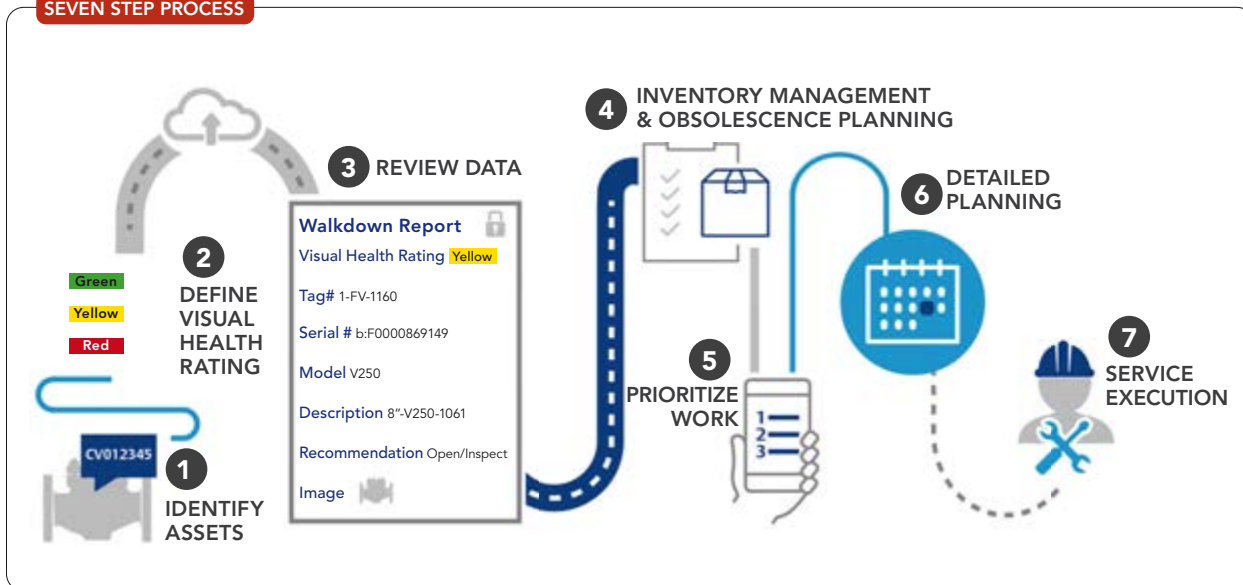 SEVEN STEP PROCESS
CV012345
1
IDENTIFY
ASSETS
Green
Yellow
Red
2
DEFINE
VISUAL
HEALTH
RATING
3 REVIEW DATA
Walkdown Report
Visual Health Rating Yellow
Tag# 1-FV-1160
Serial # b:F0000869149
Model V250
Description 8”-V250-1061
Recommendation Open/Inspect
Image
4 INVENTORY MANAGEMENT
& OBSOLESCENCE PLANNING
5
PRIORITIZE
WORK
1
2
3
6 DETAILED
PLANNING
7
SERVICE
EXECUTION